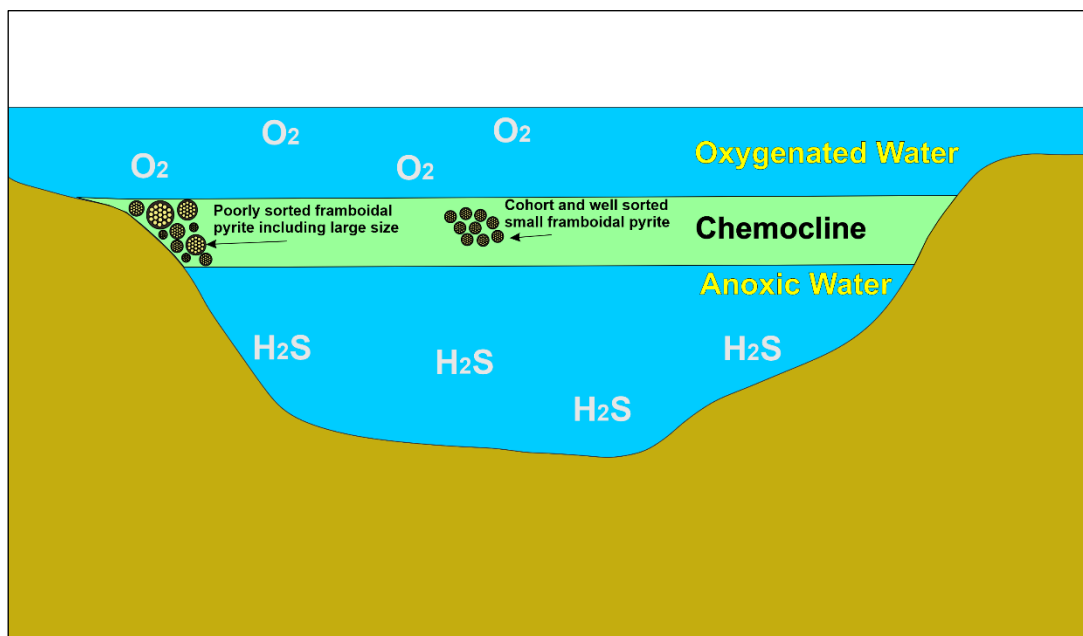 O2
O2
O2
Oxygenated Water
Poorly sorted framboidal
pyrite including large size
Cohort and well sorted
small framboidal pyrite
Chemocline
Anoxic Water
H2S
H2S
H2S
H2S